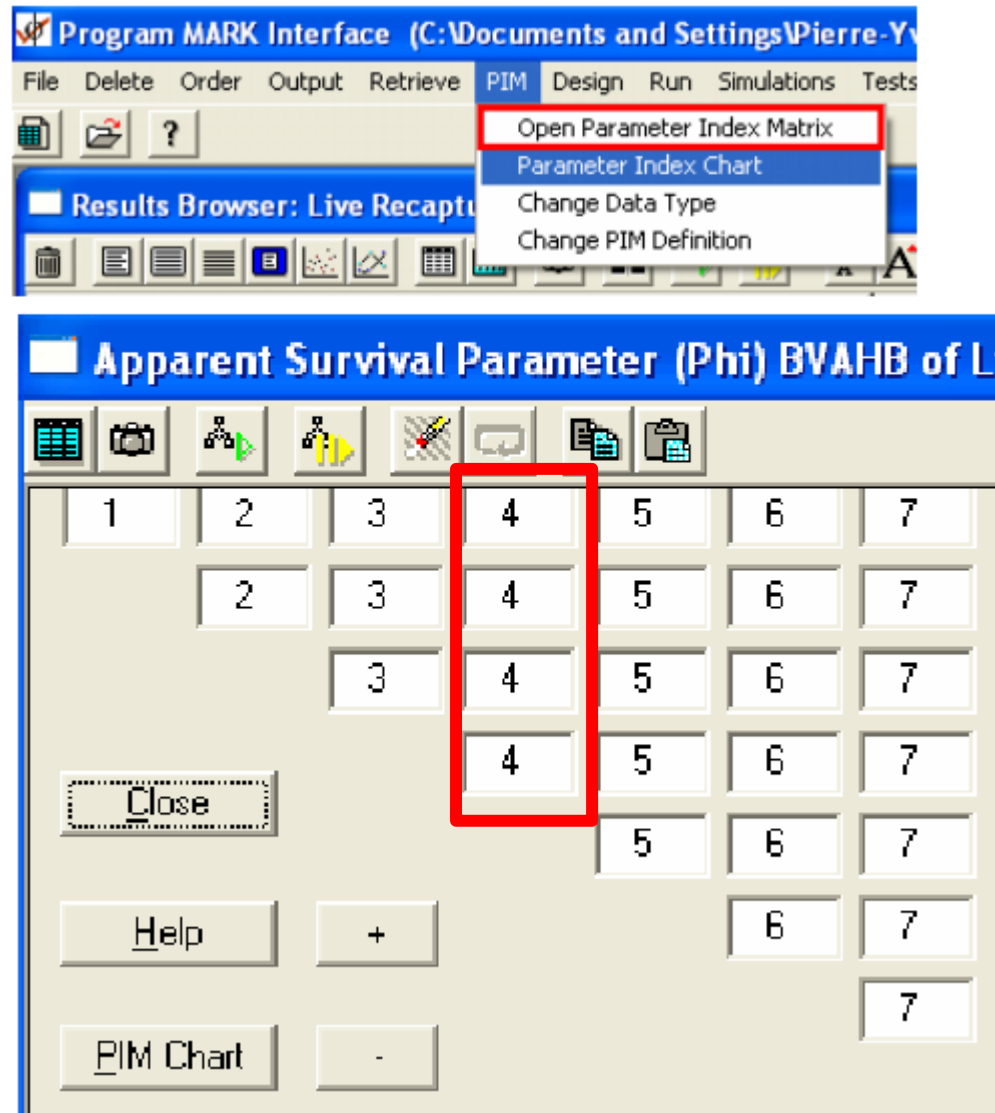 Program MARK Interface (C:\Documents and Settings\Pierre-Yv
File Delete Order Output Retrieve PIM Design Run Simulations Tests
Open Parameter Index Matrix
Parameter Index Chart
Change Data Type
Change PIM Definition
?
Results Browser: Live Recaptu
A A
Apparent Survival Parameter (Phi) BVAHB of L
1 2 3 4 5 6 7
2 3 4 5 6 7
3 4 5 6 7
4 5 6 7
Close
5 6 7
Help + 6 7
7
PIM Chart -